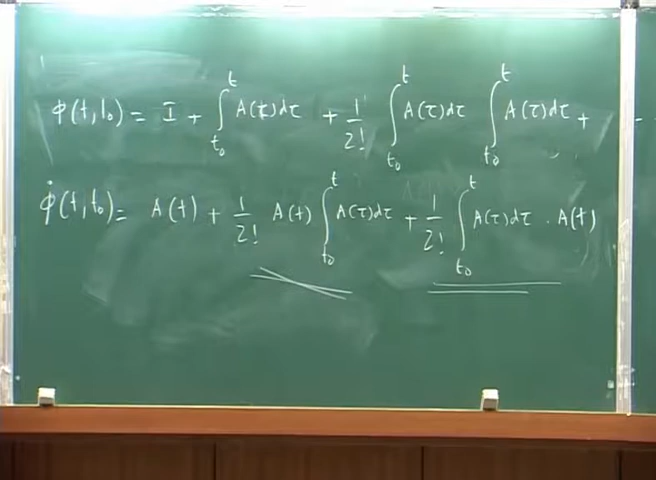 ϕ(t,t₀) = I + ∫_{t₀}^{t} A(τ)dτ + 1/2! ∫_{t₀}^{t} A(τ)dτ ∫_{t₀}^{t} A(τ)dτ + - -
ϕ̇(t,t₀) = A(t) + 1/2! A(t) ∫_{t₀}^{t} A(τ)dτ + 1/2! ∫_{t₀}^{t} A(τ)dτ · A(t)